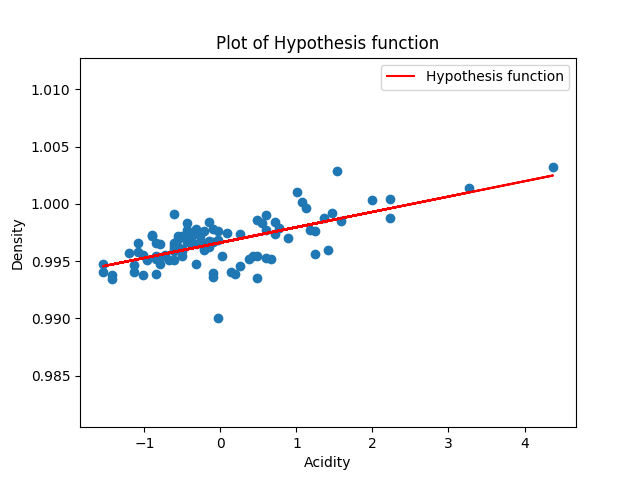 Plot of Hypothesis function
Hypothesis function
1.010
1.005
1.000
0.995
0.990
0.985
Density
−1 0 1 2 3 4
Acidity